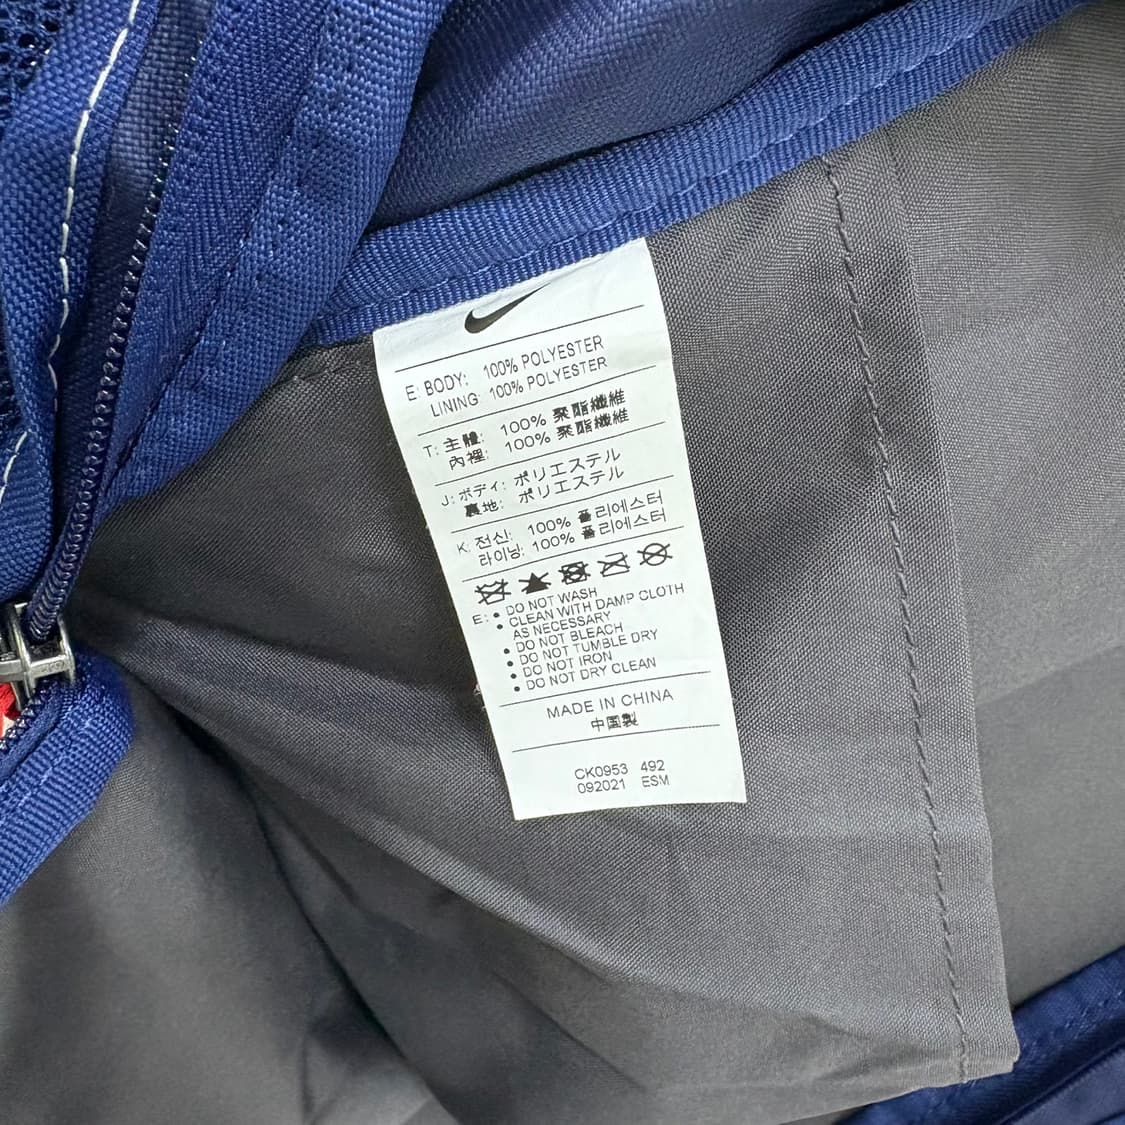 E: BODY: 100% POLYESTER
LINING: 100% POLYESTER
T: 主體: 100% 聚酯纖維
內裡: 100% 聚酯纖維
J: ボディ: ポリエステル
裏地: ポリエステル
K: 전신: 100% 폴리에스터
라이닝: 100% 폴리에스터
E: • DO NOT WASH
• CLEAN WITH DAMP CLOTH
AS NECESSARY
• DO NOT BLEACH
• DO NOT TUMBLE DRY
• DO NOT IRON
• DO NOT DRY CLEAN
MADE IN CHINA
中国製
CK0953 492
092021 ESM